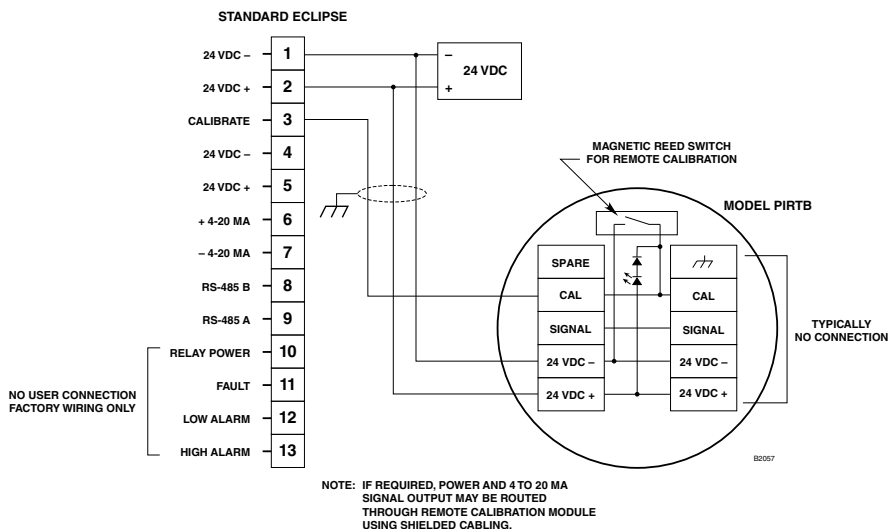 STANDARD ECLIPSE
24 VDC – 1
24 VDC + 2
CALIBRATE 3
24 VDC – 4
24 VDC + 5
+ 4-20 MA 6
– 4-20 MA 7
RS-485 B 8
RS-485 A 9
RELAY POWER 10
FAULT 11
LOW ALARM 12
HIGH ALARM 13
NO USER CONNECTION
FACTORY WIRING ONLY
–
24 VDC
+
MAGNETIC REED SWITCH
FOR REMOTE CALIBRATION
MODEL PIRTB
SPARE
CAL
SIGNAL
24 VDC –
24 VDC +
CAL
SIGNAL
24 VDC –
24 VDC +
TYPICALLY
NO CONNECTION
B2057
NOTE: IF REQUIRED, POWER AND 4 TO 20 MA
SIGNAL OUTPUT MAY BE ROUTED
THROUGH REMOTE CALIBRATION MODULE
USING SHIELDED CABLING.